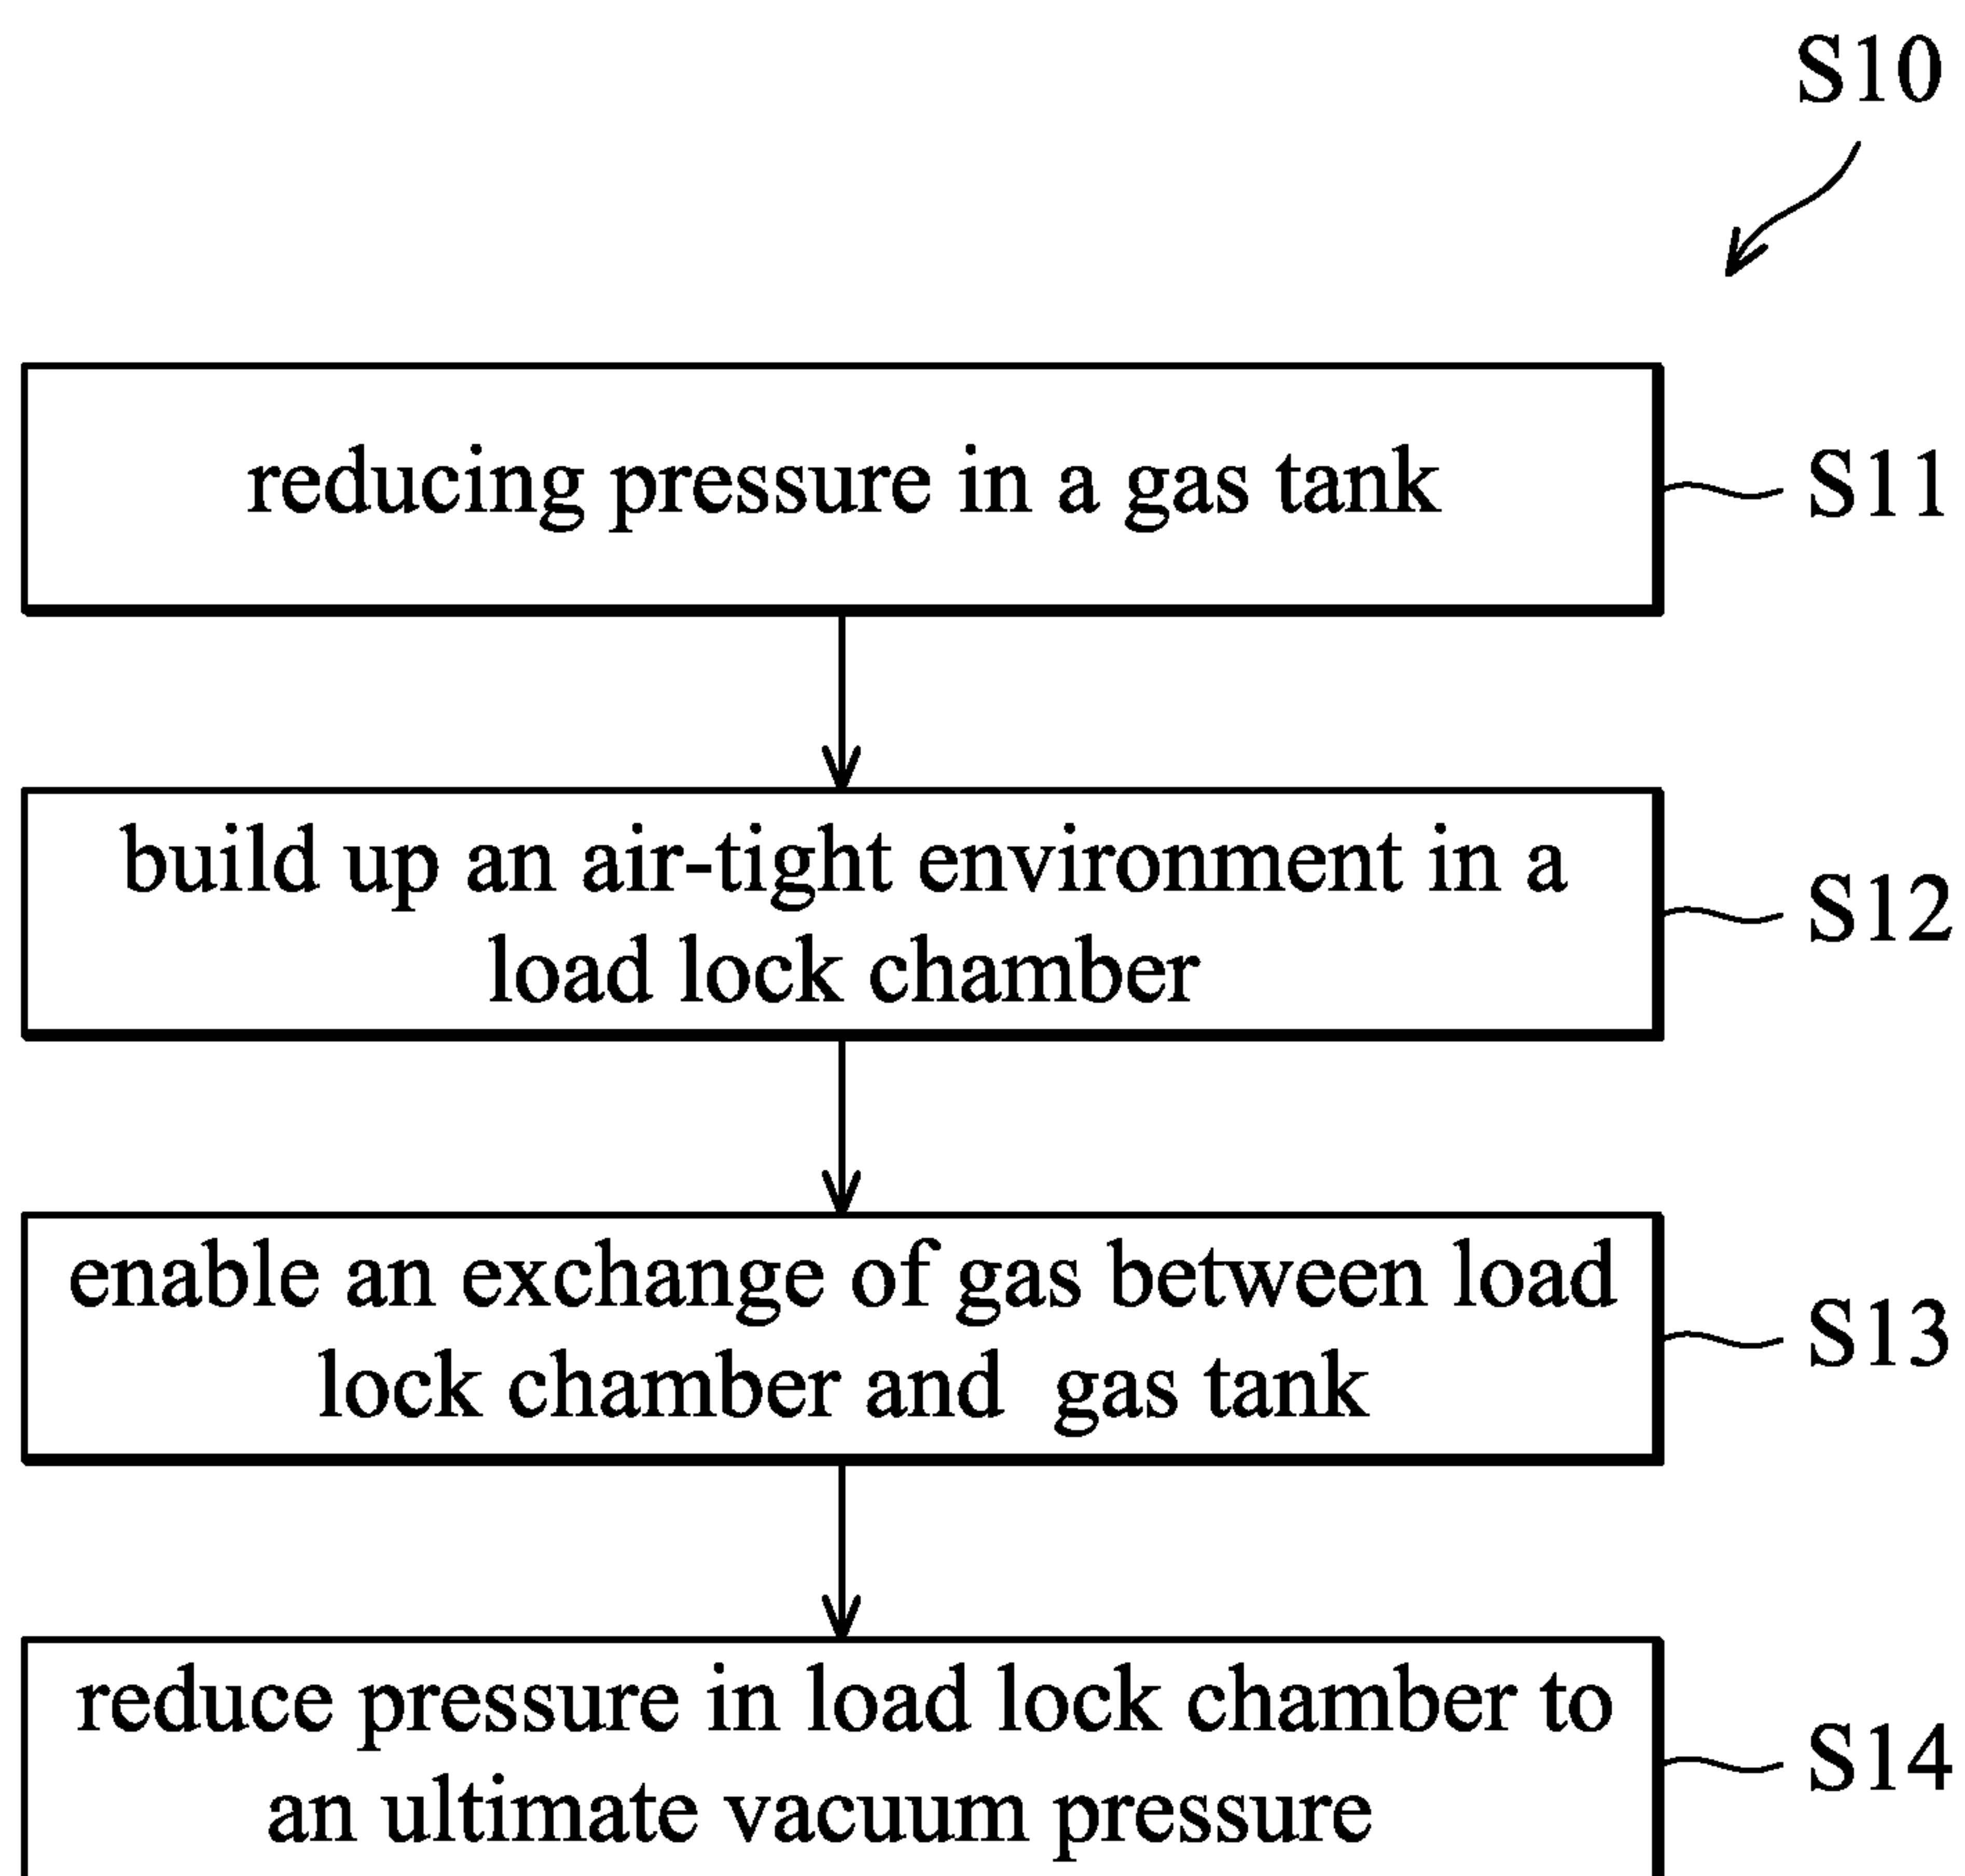 S10
reducing pressure in a gas tank
S11
build up an air-tight environment in a
load lock chamber
S12
enable an exchange of gas between load
lock chamber and gas tank
S13
reduce pressure in load lock chamber to
an ultimate vacuum pressure
S14